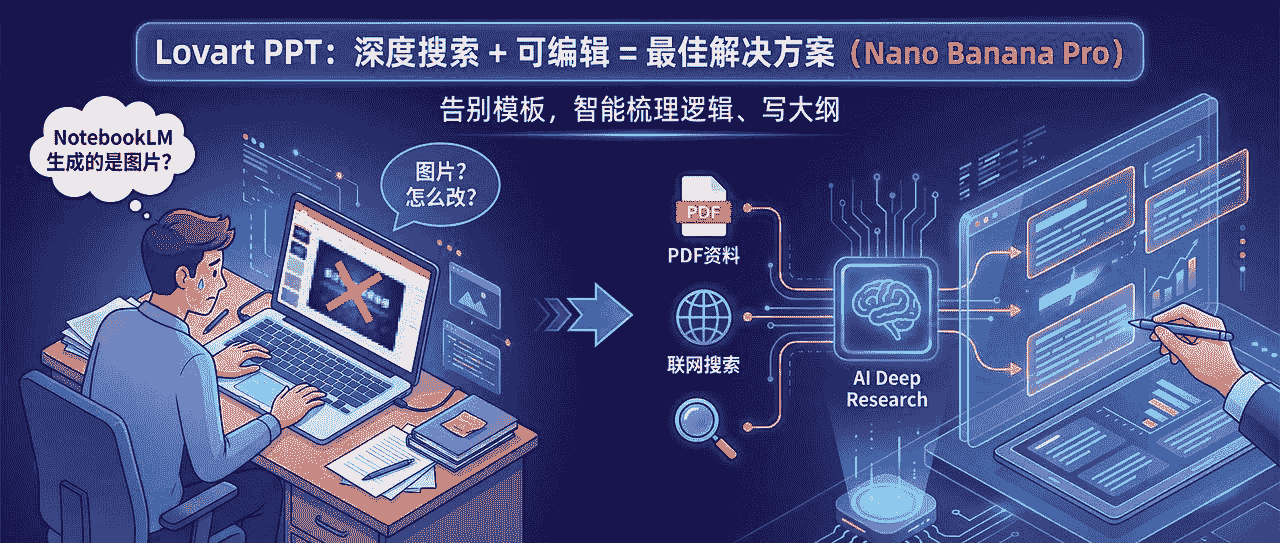 Lovart PPT：深度搜索 + 可编辑 = 最佳解决方案（Nano Banana Pro）
告别模板，智能梳理逻辑、写大纲
NotebookLM
生成的是图片？
图片？
怎么改？
PDF
PDF资料
联网搜索
AI Deep
Research